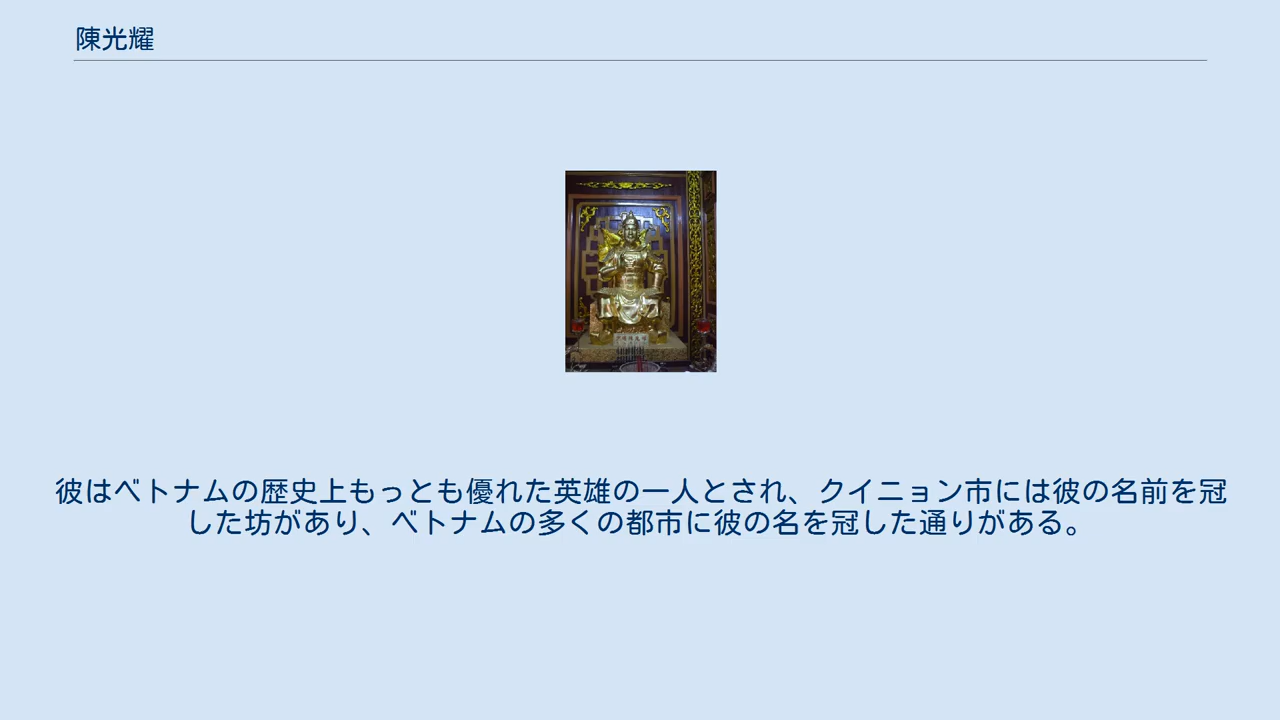 陳光耀
彼はベトナムの歴史上もっとも優れた英雄の一人とされ、クイニョン市には彼の名前を冠
した坊があり、ベトナムの多くの都市に彼の名を冠した通りがある。